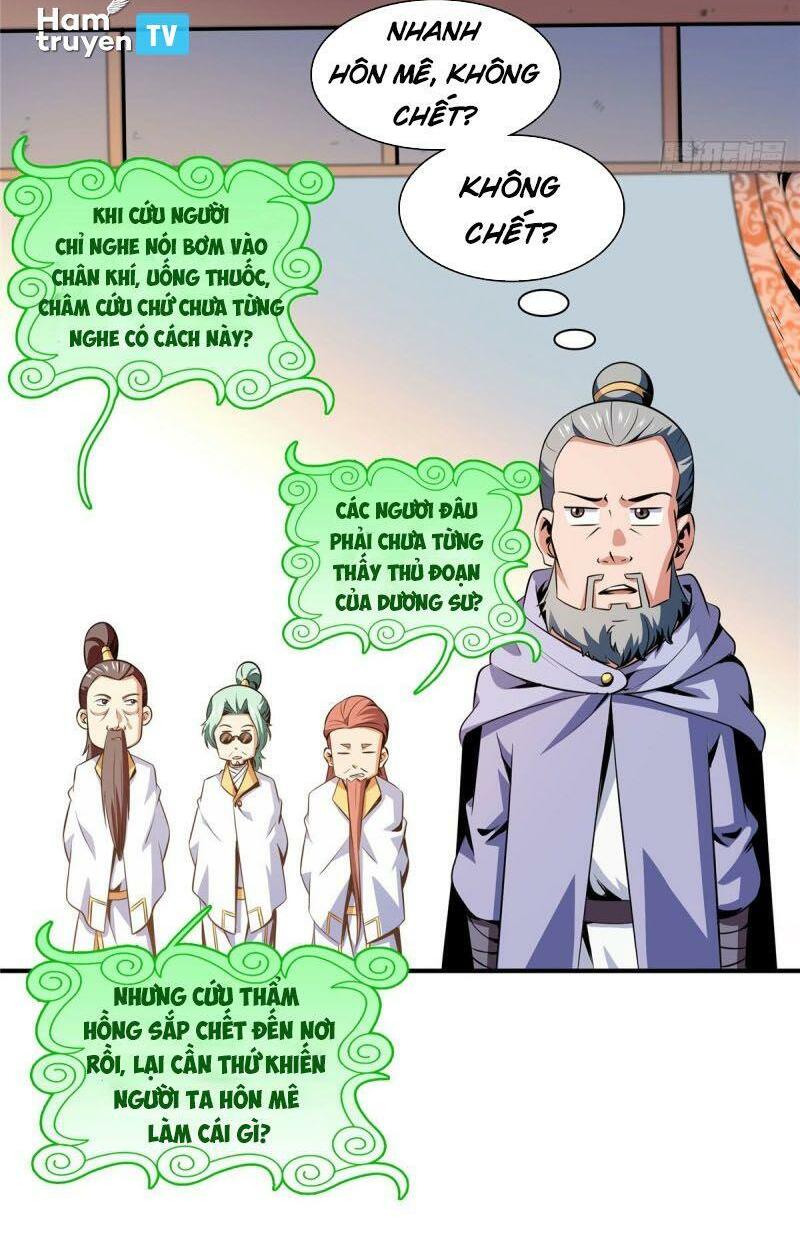 Ham
truyen TV
NHANH
HÔN MÊ, KHÔNG
CHẾT?
KHÔNG
CHẾT?
KHI CỨU NGƯỜI
CHỈ NGHE NÓI BƠM VÀO
CHÂN KHÍ, UỐNG THUỐC,
CHÂM CỨU CHỨ CHƯA TỪNG
NGHE CÓ CÁCH NÀY?
CÁC NGƯƠI ĐÂU
PHẢI CHƯA TỪNG
THẤY THỦ ĐOẠN
CỦA DƯƠNG SƯ?
NHƯNG CỨU THẨM
HỒNG SẮP CHẾT ĐẾN NƠI
RỒI, LẠI CẦN THỨ KHIẾN
NGƯỜI TA HÔN MÊ
LÀM CÁI GÌ?